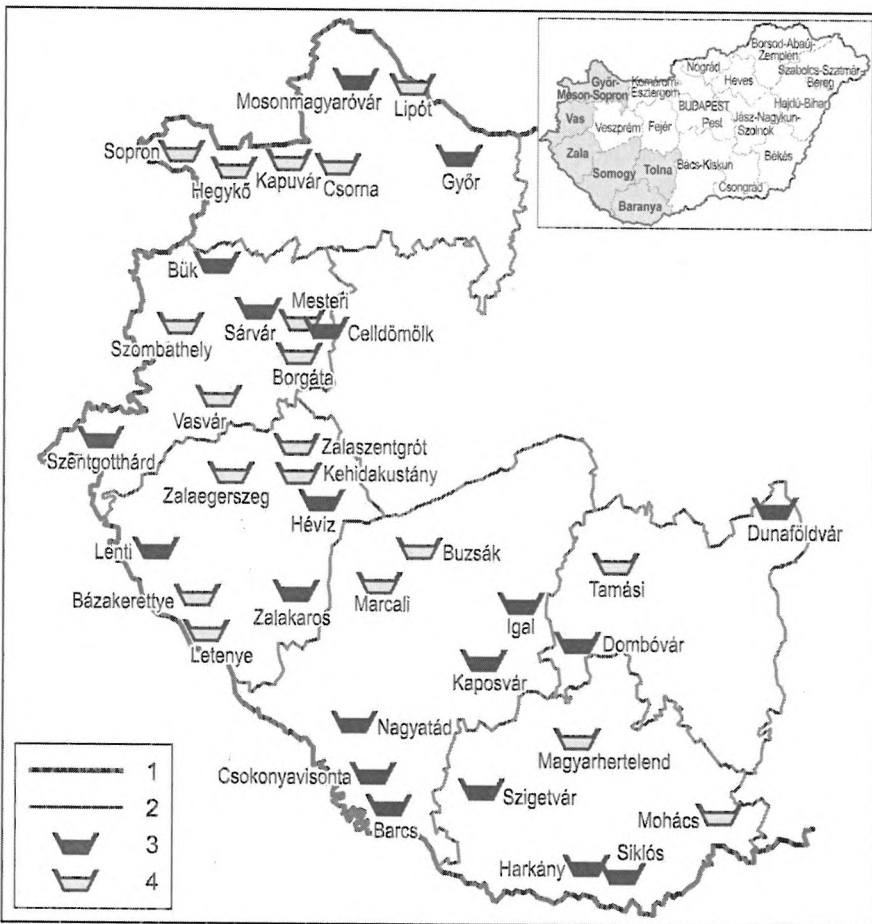 Mosonmagyaróvár
Lipót
Sopron
Hegykő
Kapuvár
Csorna
Győr
Bük
Mesteri
Sárvár
Celldömölk
Szombathely
Borgáta
Vasvár
Szentgotthárd
Zalaszentgrót
Zalaegerszeg
Kehidakustány
Hévíz
Lenti
Buzsák
Dunaföldvár
Bázakerettye
Zalakaros
Marcali
Tamási
Igal
Letenye
Dombóvár
Kaposvár
Nagyatád
Magyarhertelend
Csokonyavisonta
Szigetvár
Barcs
Mohács
Harkány
Siklós
1
2
3
4
Borsod-Abaúj-
Zemplén
Nógrád
Heves
Szabolcs-Szatmár-
Bereg
Győr-
Moson-Sopron
Komárom-
Esztergom
Hajdú-Bihar
BUDAPEST
Pest
Jász-Nagykun-
Szolnok
Vas
Veszprém
Fejér
Zala
Somogy
Tolna
Bács-Kiskun
Békés
Csongrád
Baranya